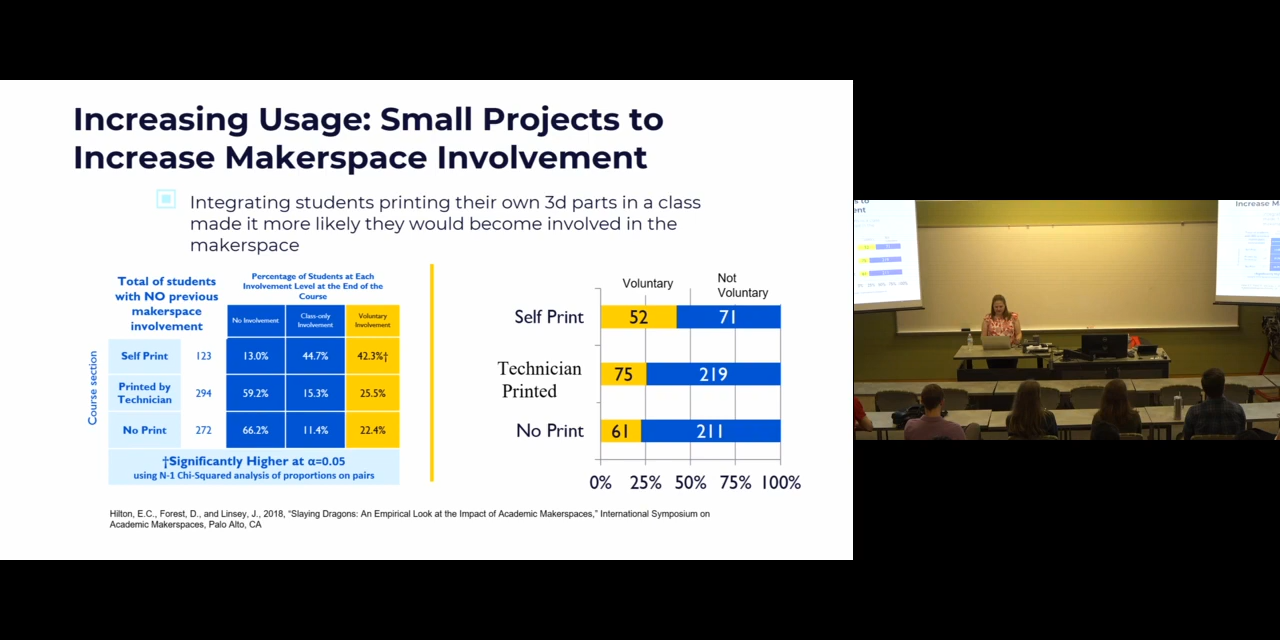 Increasing Usage: Small Projects to
Increase Makerspace Involvement
Integrating students printing their own 3d parts in a class
made it more likely they would become involved in the
makerspace
Total of students
with NO previous
makerspace
involvement
Percentage of Students at Each
Involvement Level at the End of the
Course
No Involvement
Class-only
Involvement
Voluntary
Involvement
Course section
Self Print 123 13.0% 44.7% 42.3%†
Printed by
Technician
294 59.2% 15.3% 25.5%
No Print 272 66.2% 11.4% 22.4%
†Significantly Higher at α=0.05
using N-1 Chi-Squared analysis of proportions on pairs
Voluntary
Not
Voluntary
Self Print 52 71
Technician
Printed
75 219
No Print 61 211
0% 25% 50% 75% 100%
Hilton, E.C., Forest, D., and Linsey, J., 2018, “Slaying Dragons: An Empirical Look at the Impact of Academic Makerspaces,” International Symposium on
Academic Makerspaces, Palo Alto, CA